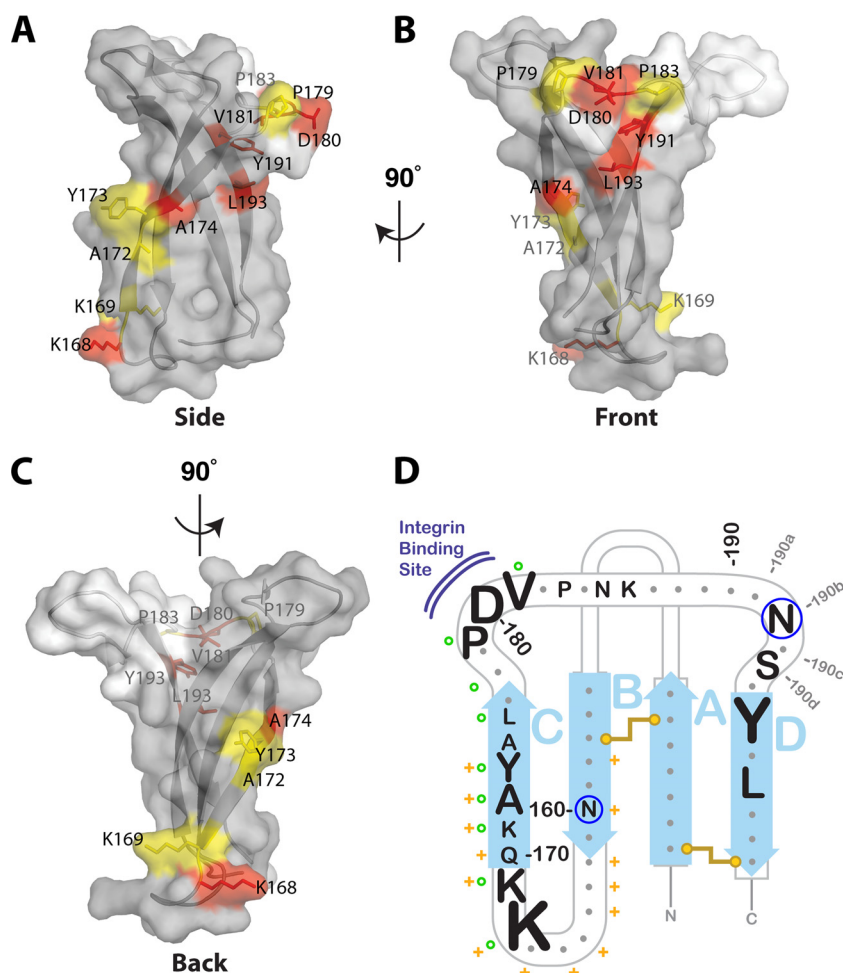 A
P183
P179
V181
D180
Y191
Y173
L193
A174
A172
K169
K168
Side
90°
B
P179
V181
P183
D180
Y191
L193
A174
Y173
A172
K169
K168
Front
C
90°
P183
D180
P179
V181
Y193
L193
A174
Y173
A172
K169
K168
Back
D
Integrin
Binding
Site
-190
-190a
-190b
-190c
-190d
P D V P N K N S Y L
-180
C B A D
L
A
Y
A
K
Q
K
K
160-
N
-170
N
C